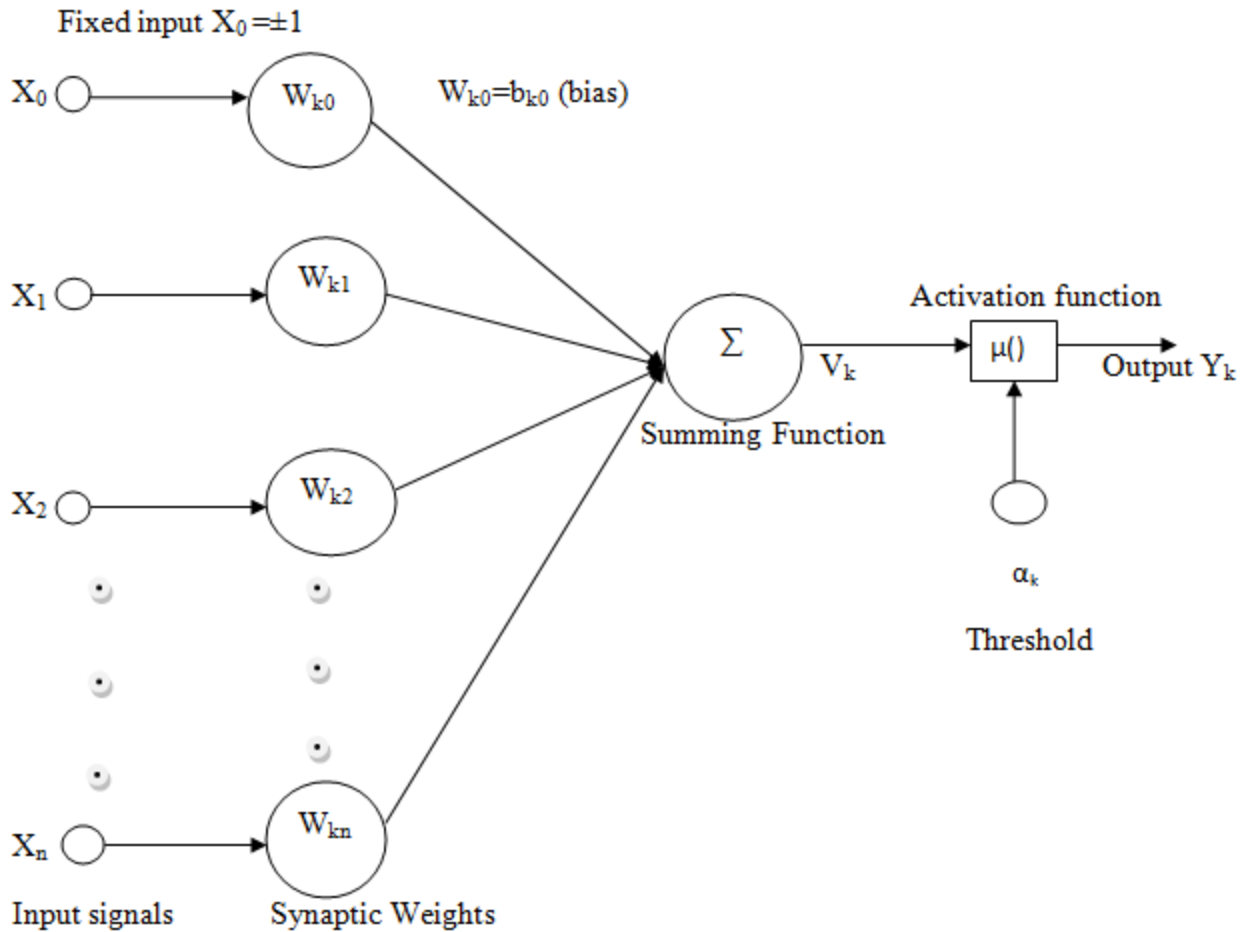 Fixed input X₀=±1
X₀
Wₖ₀
Wₖ₀=bₖ₀ (bias)
X₁
Wₖ₁
Activation function
Σ
μ()
Vₖ
Output Yₖ
Summing Function
X₂
Wₖ₂
αₖ
Threshold
Xₙ
Wₖₙ
Input signals
Synaptic Weights